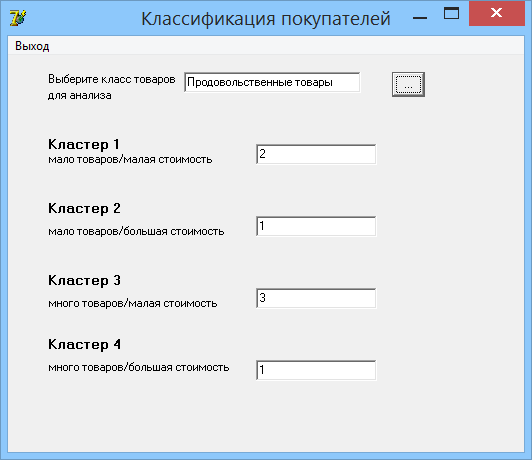 Классификация покупателей
Выход
Выберите класс товаров
для анализа
Продовольственные товары
...
Кластер 1
мало товаров/малая стоимость
2
Кластер 2
мало товаров/большая стоимость
1
Кластер 3
много товаров/малая стоимость
3
Кластер 4
много товаров/большая стоимость
1